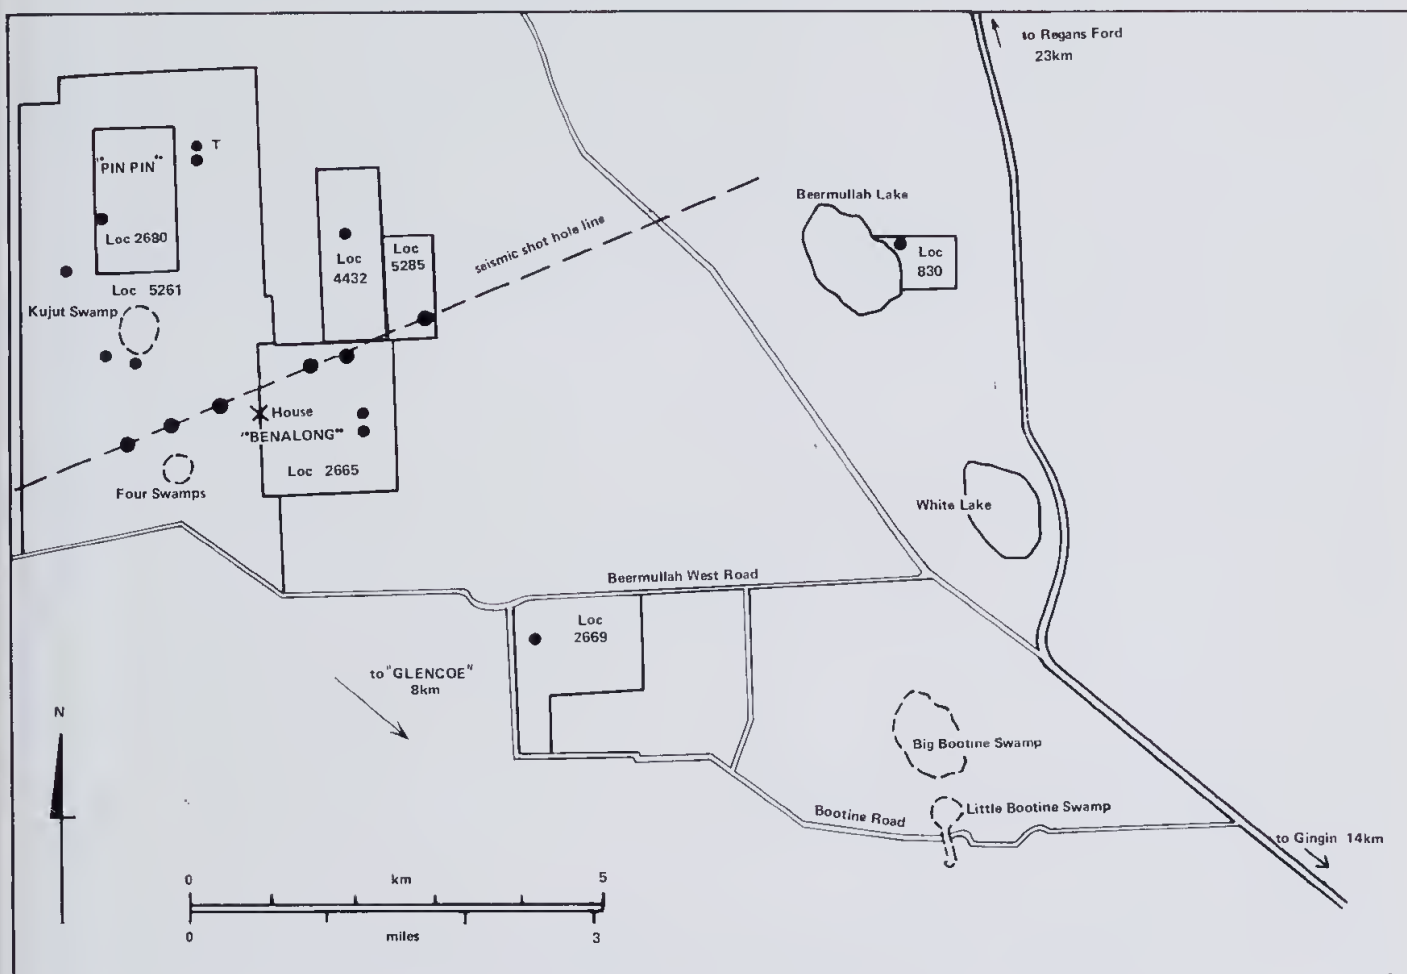 to Regans Ford
23km
T
"PIN PIN"
Loc 2680
Loc 5261
Kujut Swamp
Loc
4432
Loc
5285
seismic shot hole line
Beermullah Lake
Loc
830
House
"BENALONG"
Loc 2665
Four Swamps
White Lake
Beermullah West Road
Loc
2669
to "GLENCOE"
8km
N
Big Bootine Swamp
Little Bootine Swamp
Bootine Road
to Gingin 14km
0 km 5
0 miles 3